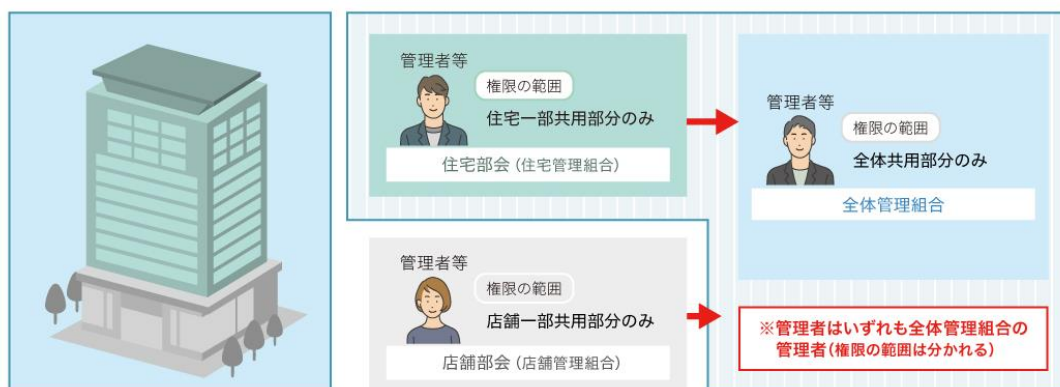 管理者等
権限の範囲
住宅一部共用部分のみ
住宅部会(住宅管理組合)
管理者等
権限の範囲
全体共用部分のみ
全体管理組合
管理者等
権限の範囲
店舗一部共用部分のみ
店舗部会(店舗管理組合)
※管理者はいずれも全体管理組合の
管理者(権限の範囲は分かれる)